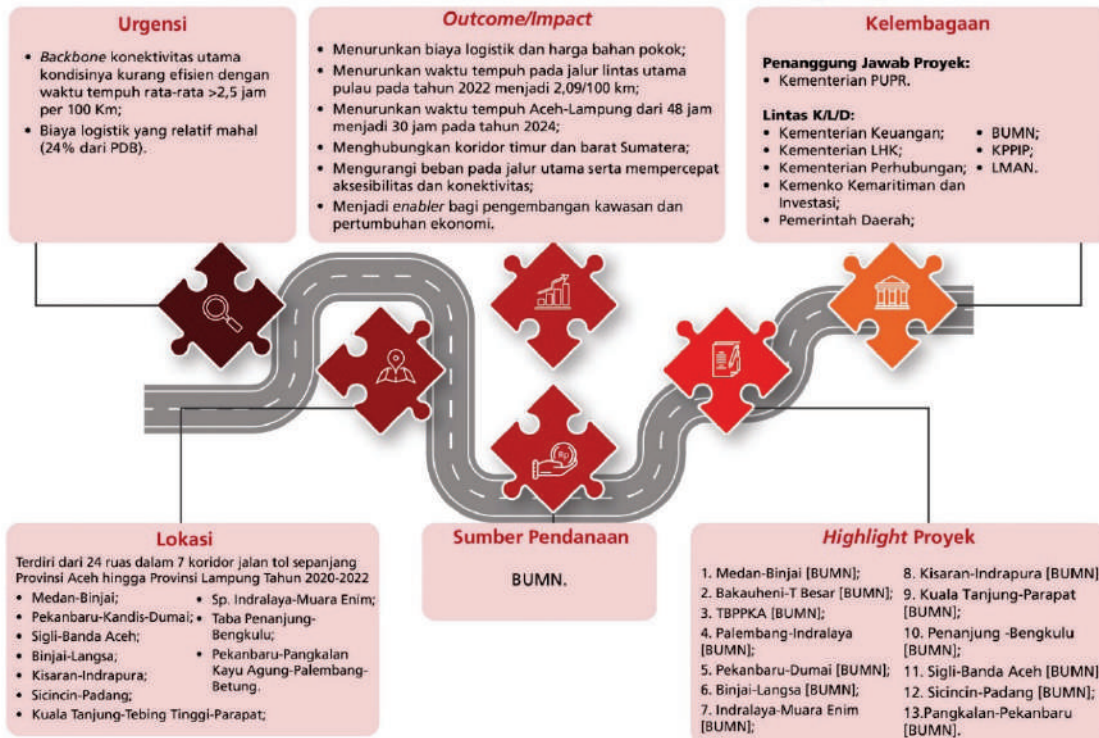 Urgensi
• Backbone konektivitas utama
kondisinya kurang efisien dengan
waktu tempuh rata-rata >2,5 jam
per 100 Km;
• Biaya logistik yang relatif mahal
(24% dari PDB).
Outcome/Impact
• Menurunkan biaya logistik dan harga bahan pokok;
• Menurunkan waktu tempuh pada jalur lintas utama
pulau pada tahun 2022 menjadi 2,09/100 km;
• Menurunkan waktu tempuh Aceh-Lampung dari 48 jam
menjadi 30 jam pada tahun 2024;
• Menghubungkan koridor timur dan barat Sumatera;
• Mengurangi beban pada jalur utama serta mempercepat
aksesibilitas dan konektivitas;
• Menjadi enabler bagi pengembangan kawasan dan
pertumbuhan ekonomi.
Kelembagaan
Penanggung Jawab Proyek:
• Kementerian PUPR.
Lintas K/L/D:
• Kementerian Keuangan;
• Kementerian LHK;
• Kementerian Perhubungan;
• Kemenko Kemaritiman dan
Investasi;
• Pemerintah Daerah;
• BUMN;
• KPPIP;
• LMAN.
Rp
Lokasi
Terdiri dari 24 ruas dalam 7 koridor jalan tol sepanjang
Provinsi Aceh hingga Provinsi Lampung Tahun 2020-2022
• Medan-Binjai;
• Pekanbaru-Kandis-Dumai;
• Sigli-Banda Aceh;
• Binjai-Langsa;
• Kisaran-Indrapura;
• Sicincin-Padang;
• Kuala Tanjung-Tebing Tinggi-Parapat;
• Sp. Indralaya-Muara Enim;
• Taba Penanjung-
Bengkulu;
• Pekanbaru-Pangkalan
Kayu Agung-Palembang-
Betung.
Sumber Pendanaan
BUMN.
Highlight Proyek
1. Medan-Binjai [BUMN];
2. Bakauheni-T Besar [BUMN];
3. TBPPKA [BUMN];
4. Palembang-Indralaya
[BUMN];
5. Pekanbaru-Dumai [BUMN];
6. Binjai-Langsa [BUMN];
7. Indralaya-Muara Enim
[BUMN];
8. Kisaran-Indrapura [BUMN]
9. Kuala Tanjung-Parapat
[BUMN];
10. Penanjung -Bengkulu
[BUMN];
11. Sigli-Banda Aceh [BUMN]
12. Sicincin-Padang [BUMN];
13.Pangkalan-Pekanbaru
[BUMN].